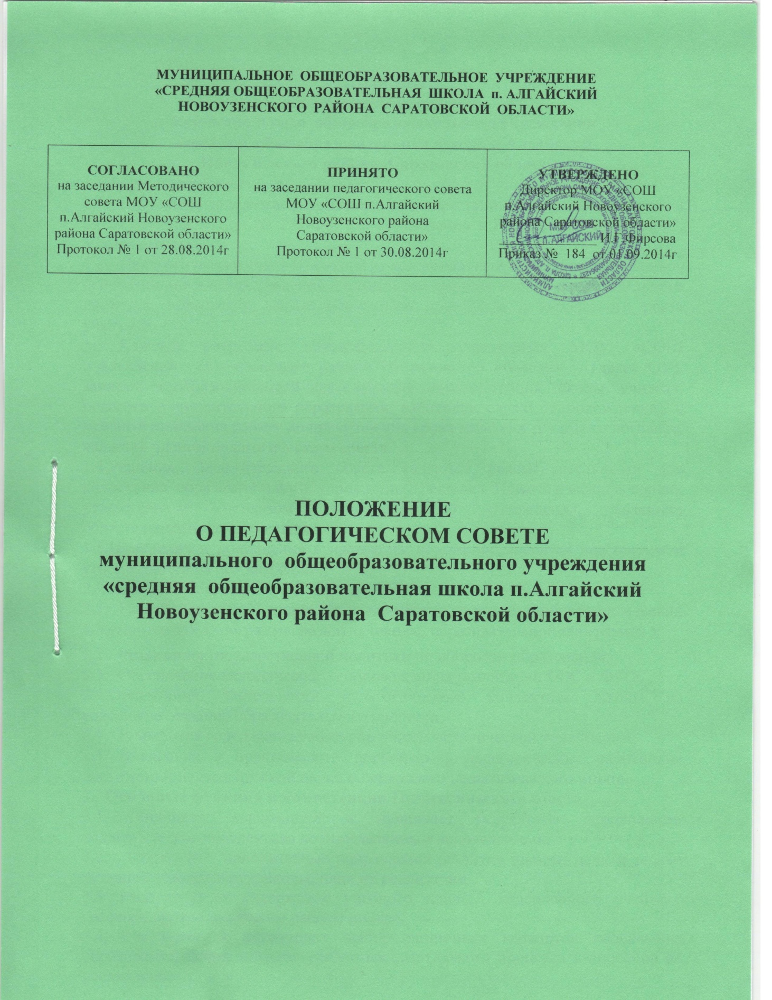 МУНИЦИПАЛЬНОЕ ОБЩЕОБРАЗОВАТЕЛЬНОЕ УЧРЕЖДЕНИЕ
«СРЕДНЯЯ ОБЩЕОБРАЗОВАТЕЛЬНАЯ ШКОЛА п. АЛГАЙСКИЙ
НОВОУЗЕНСКОГО РАЙОНА САРАТОВСКОЙ ОБЛАСТИ»
СОГЛАСОВАНО
на заседании Методического
совета МОУ «СОШ
п.Алгайский Новоузенского
района Саратовской области»
Протокол № 1 от 28.08.2014г
ПРИНЯТО
на заседании педагогического совета
МОУ «СОШ п.Алгайский
Новоузенского района
Саратовской области»
Протокол № 1 от 30.08.2014г
УТВЕРЖДЕНО
Директор МОУ «СОШ
п.Алгайский Новоузенского
района Саратовской области»
И.Г.Фирсова
Приказ № 184 от 01.09.2014г
МОУ СОШ
П. АЛГАЙСКИЙ
ПОЛОЖЕНИЕ
О ПЕДАГОГИЧЕСКОМ СОВЕТЕ
муниципального общеобразовательного учреждения
«средняя общеобразовательная школа п.Алгайский
Новоузенского района Саратовской области»